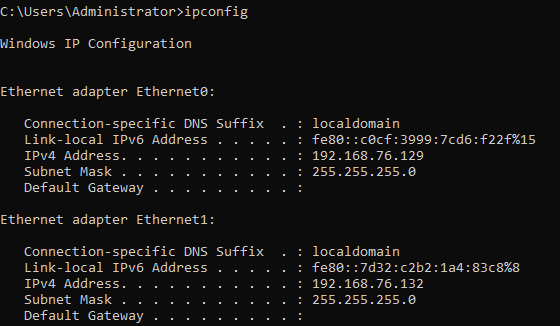 C:\Users\Administrator>ipconfig
Windows IP Configuration
Ethernet adapter Ethernet0:
Connection-specific DNS Suffix  . : localdomain
Link-local IPv6 Address . . . . . : fe80::c0cf:3999:7cd6:f22f%15
IPv4 Address. . . . . . . . . . . : 192.168.76.129
Subnet Mask . . . . . . . . . . . : 255.255.255.0
Default Gateway . . . . . . . . . :
Ethernet adapter Ethernet1:
Connection-specific DNS Suffix  . : localdomain
Link-local IPv6 Address . . . . . : fe80::7d32:c2b2:1a4:83c8%8
IPv4 Address. . . . . . . . . . . : 192.168.76.132
Subnet Mask . . . . . . . . . . . : 255.255.255.0
Default Gateway . . . . . . . . . :